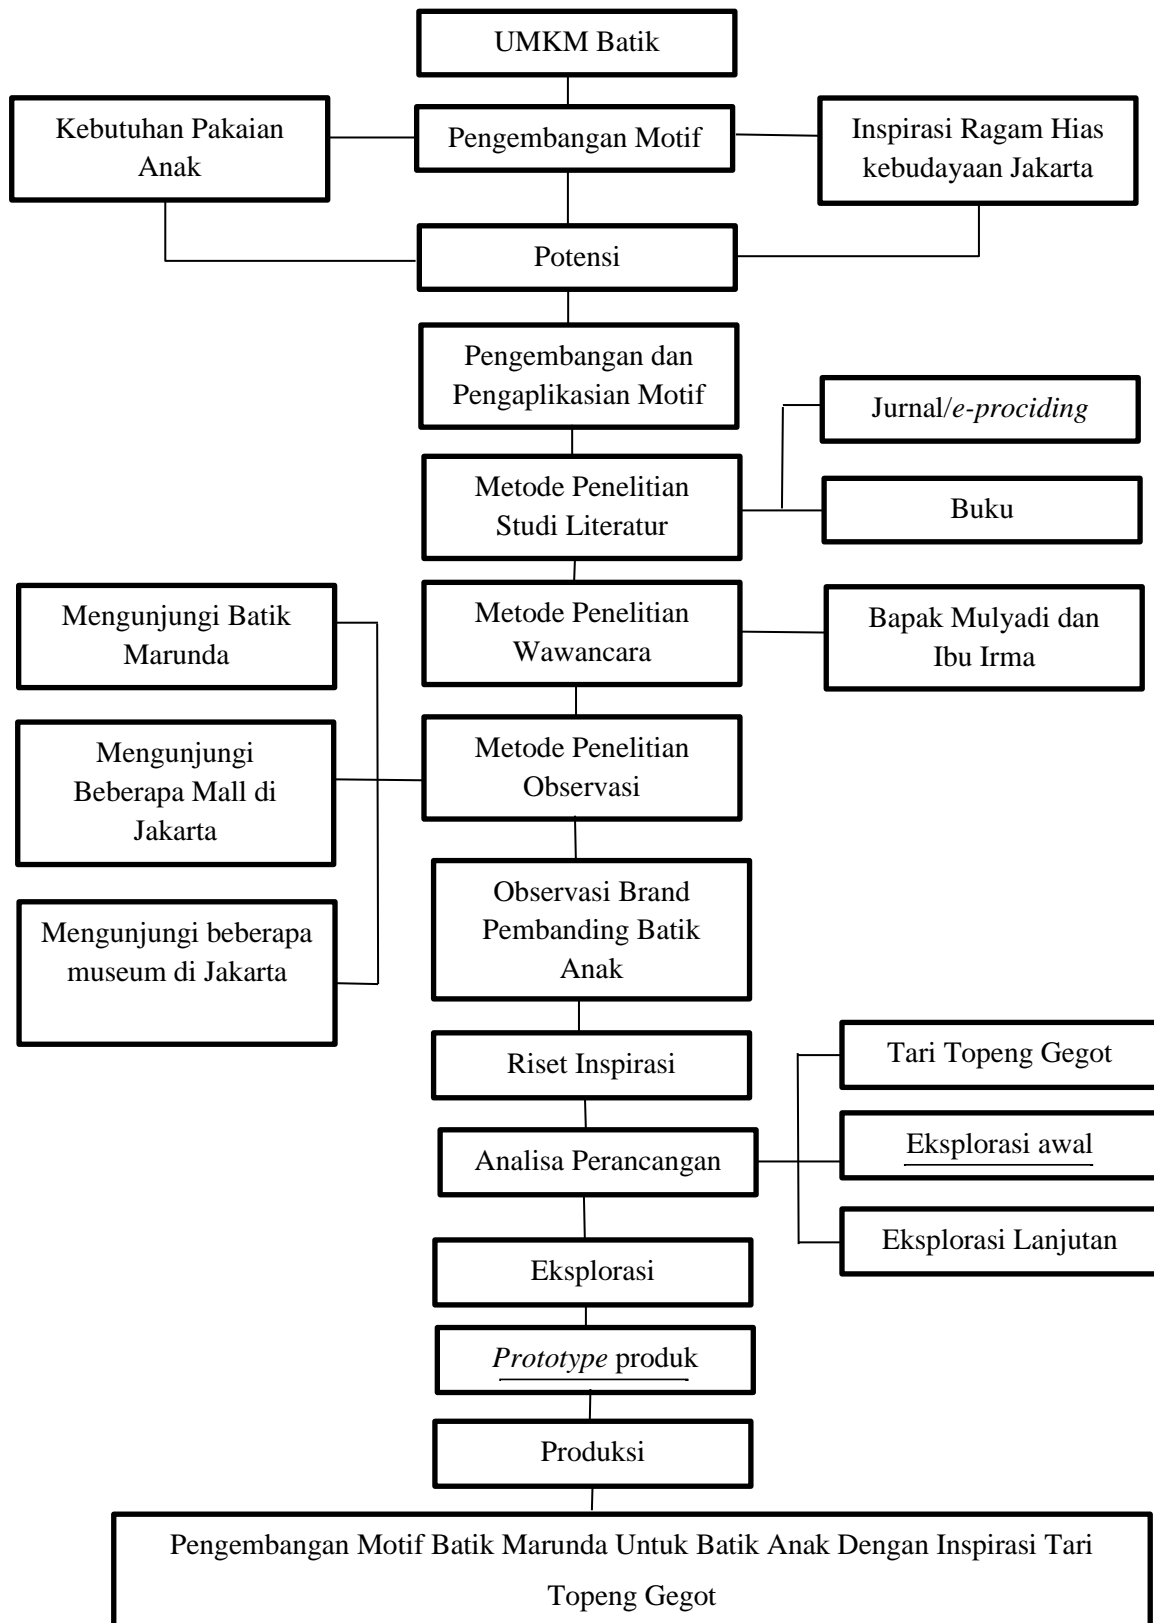 UMKM Batik
Kebutuhan Pakaian
Anak
Pengembangan Motif
Inspirasi Ragam Hias
kebudayaan Jakarta
Potensi
Pengembangan dan
Pengaplikasian Motif
Jurnal/e-prociding
Metode Penelitian
Studi Literatur
Buku
Mengunjungi Batik
Marunda
Metode Penelitian
Wawancara
Bapak Mulyadi dan
Ibu Irma
Mengunjungi
Beberapa Mall di
Jakarta
Metode Penelitian
Observasi
Mengunjungi beberapa
museum di Jakarta
Observasi Brand
Pembanding Batik
Anak
Riset Inspirasi
Tari Topeng Gegot
Analisa Perancangan
Eksplorasi awal
Eksplorasi Lanjutan
Eksplorasi
Prototype produk
Produksi
Pengembangan Motif Batik Marunda Untuk Batik Anak Dengan Inspirasi Tari
Topeng Gegot